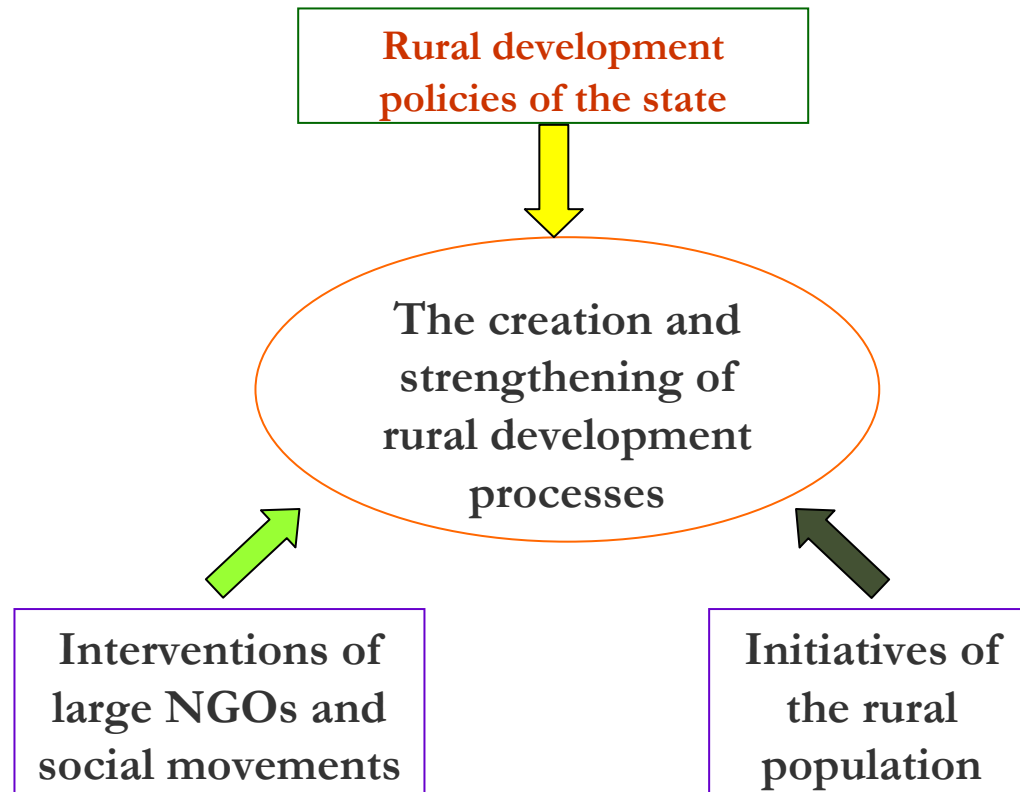 Rural development
policies of the state
The creation and
strengthening of
rural development
processes
Interventions of
large NGOs and
social movements
Initiatives of
the rural
population